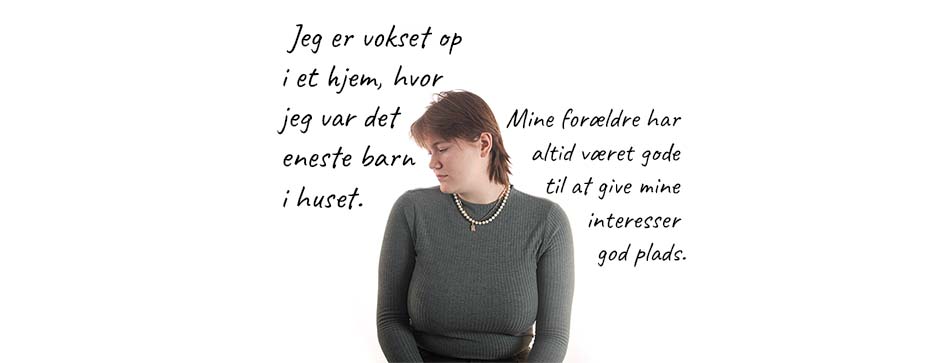 Jeg er vokset op
i et hjem, hvor
jeg var det
eneste barn
i huset.
Mine forældre har
altid været gode
til at give mine
interesser
god plads.